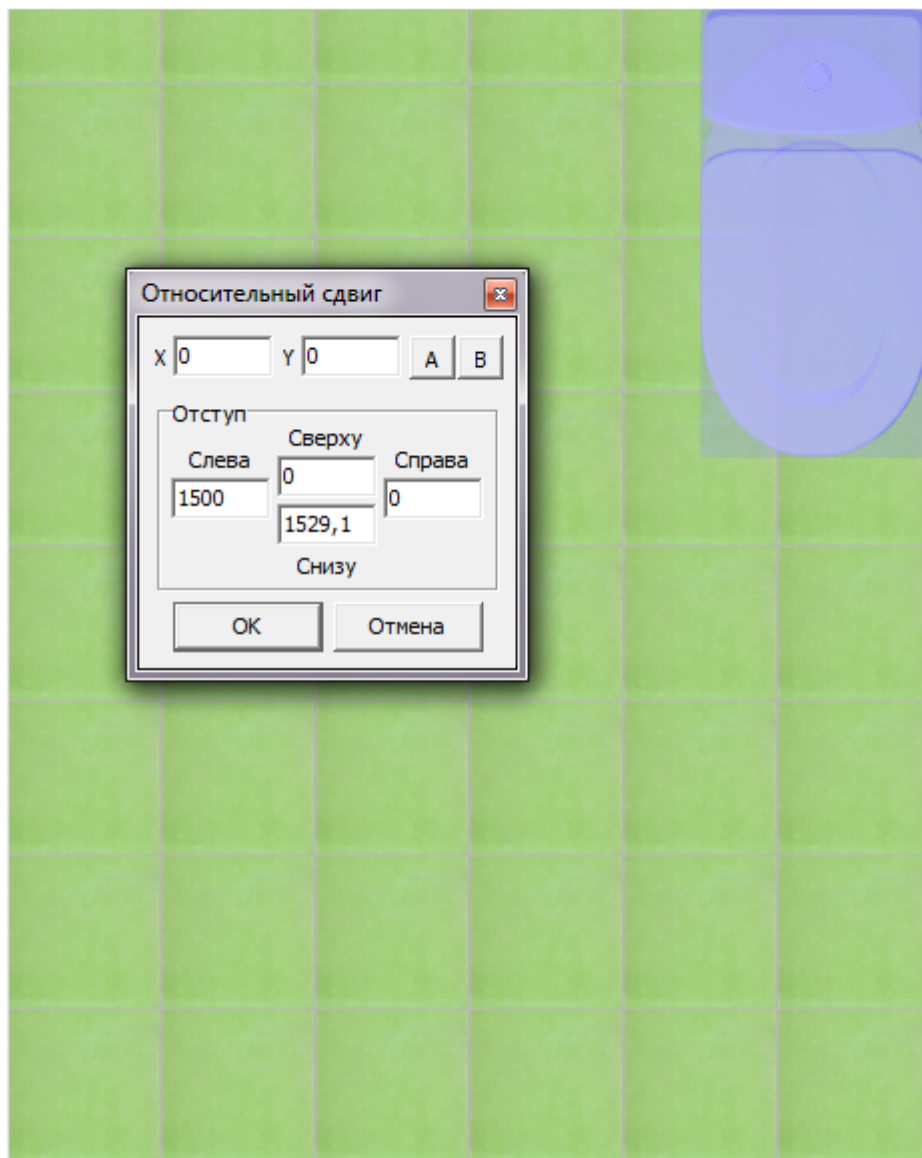 Относительный сдвиг
X 0 Y 0 A B
Отступ
Сверху
Слева 0 Справа
1500 1529,1 0
Снизу
OK Отмена